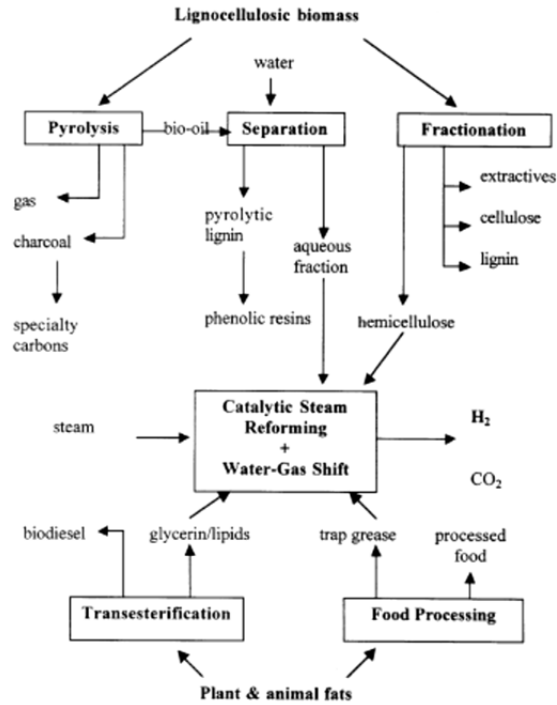 Lignocellulosic biomass
water
Pyrolysis
bio-oil
Separation
Fractionation
gas
charcoal
specialty
carbons
pyrolytic
lignin
phenolic resins
aqueous
fraction
extractives
cellulose
lignin
hemicellulose
steam
Catalytic Steam
Reforming
+
Water-Gas Shift
H₂
CO₂
biodiesel
glycerin/lipids
trap grease
processed
food
Transesterification
Food Processing
Plant & animal fats